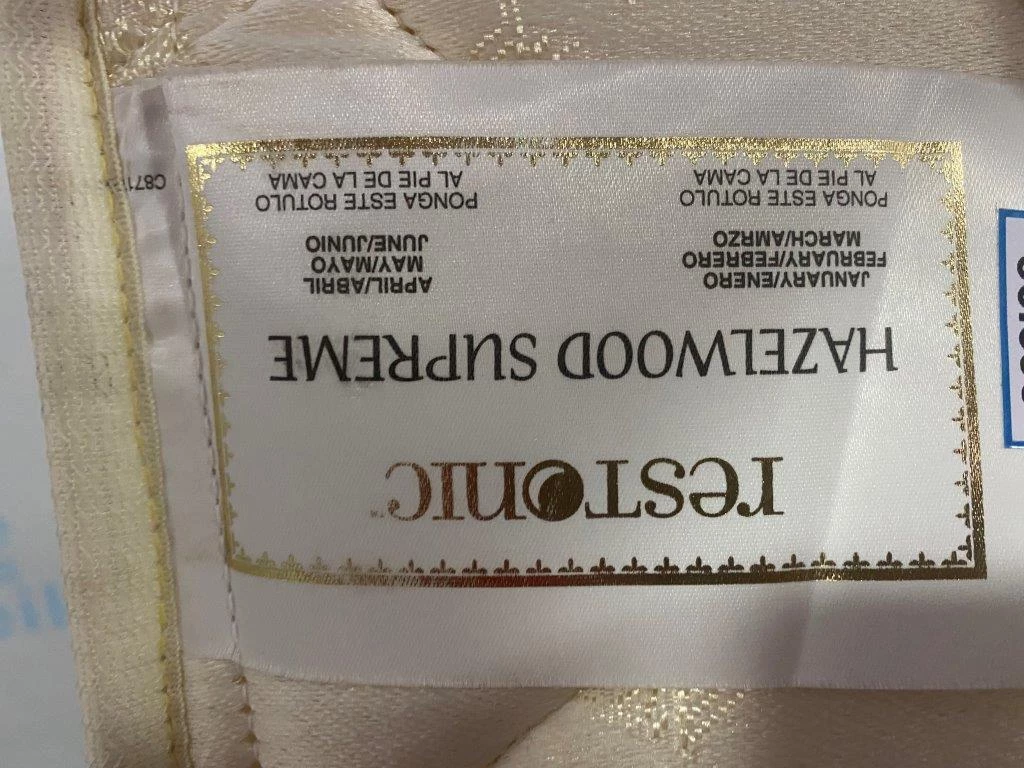 resTonic™
HAZELWOOD SUPREME
JANUARY/ENERO
FEBRUARY/FEBRERO
MARCH/AMRZO
PONGA ESTE ROTULO
AL PIE DE LA CAMA
APRIL/ABRIL
MAY/MAYO
JUNE/JUNIO
PONGA ESTE ROTULO
AL PIE DE LA CAMA